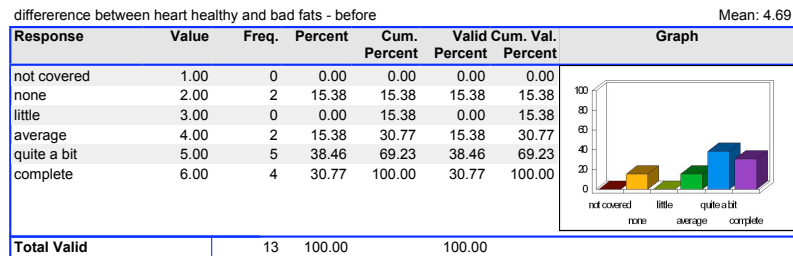 differerence between heart healthy and bad fats - before Mean: 4.69
Response Value Freq. Percent Cum. Percent Valid Percent Cum. Val. Percent Graph
not covered 1.00 0 0.00 0.00 0.00 0.00
none 2.00 2 15.38 15.38 15.38 15.38
little 3.00 0 0.00 15.38 0.00 15.38
average 4.00 2 15.38 30.77 15.38 30.77
quite a bit 5.00 5 38.46 69.23 38.46 69.23
complete 6.00 4 30.77 100.00 30.77 100.00
100
80
60
40
20
0
not covered little quite a bit
none average complete
Total Valid 13 100.00 100.00